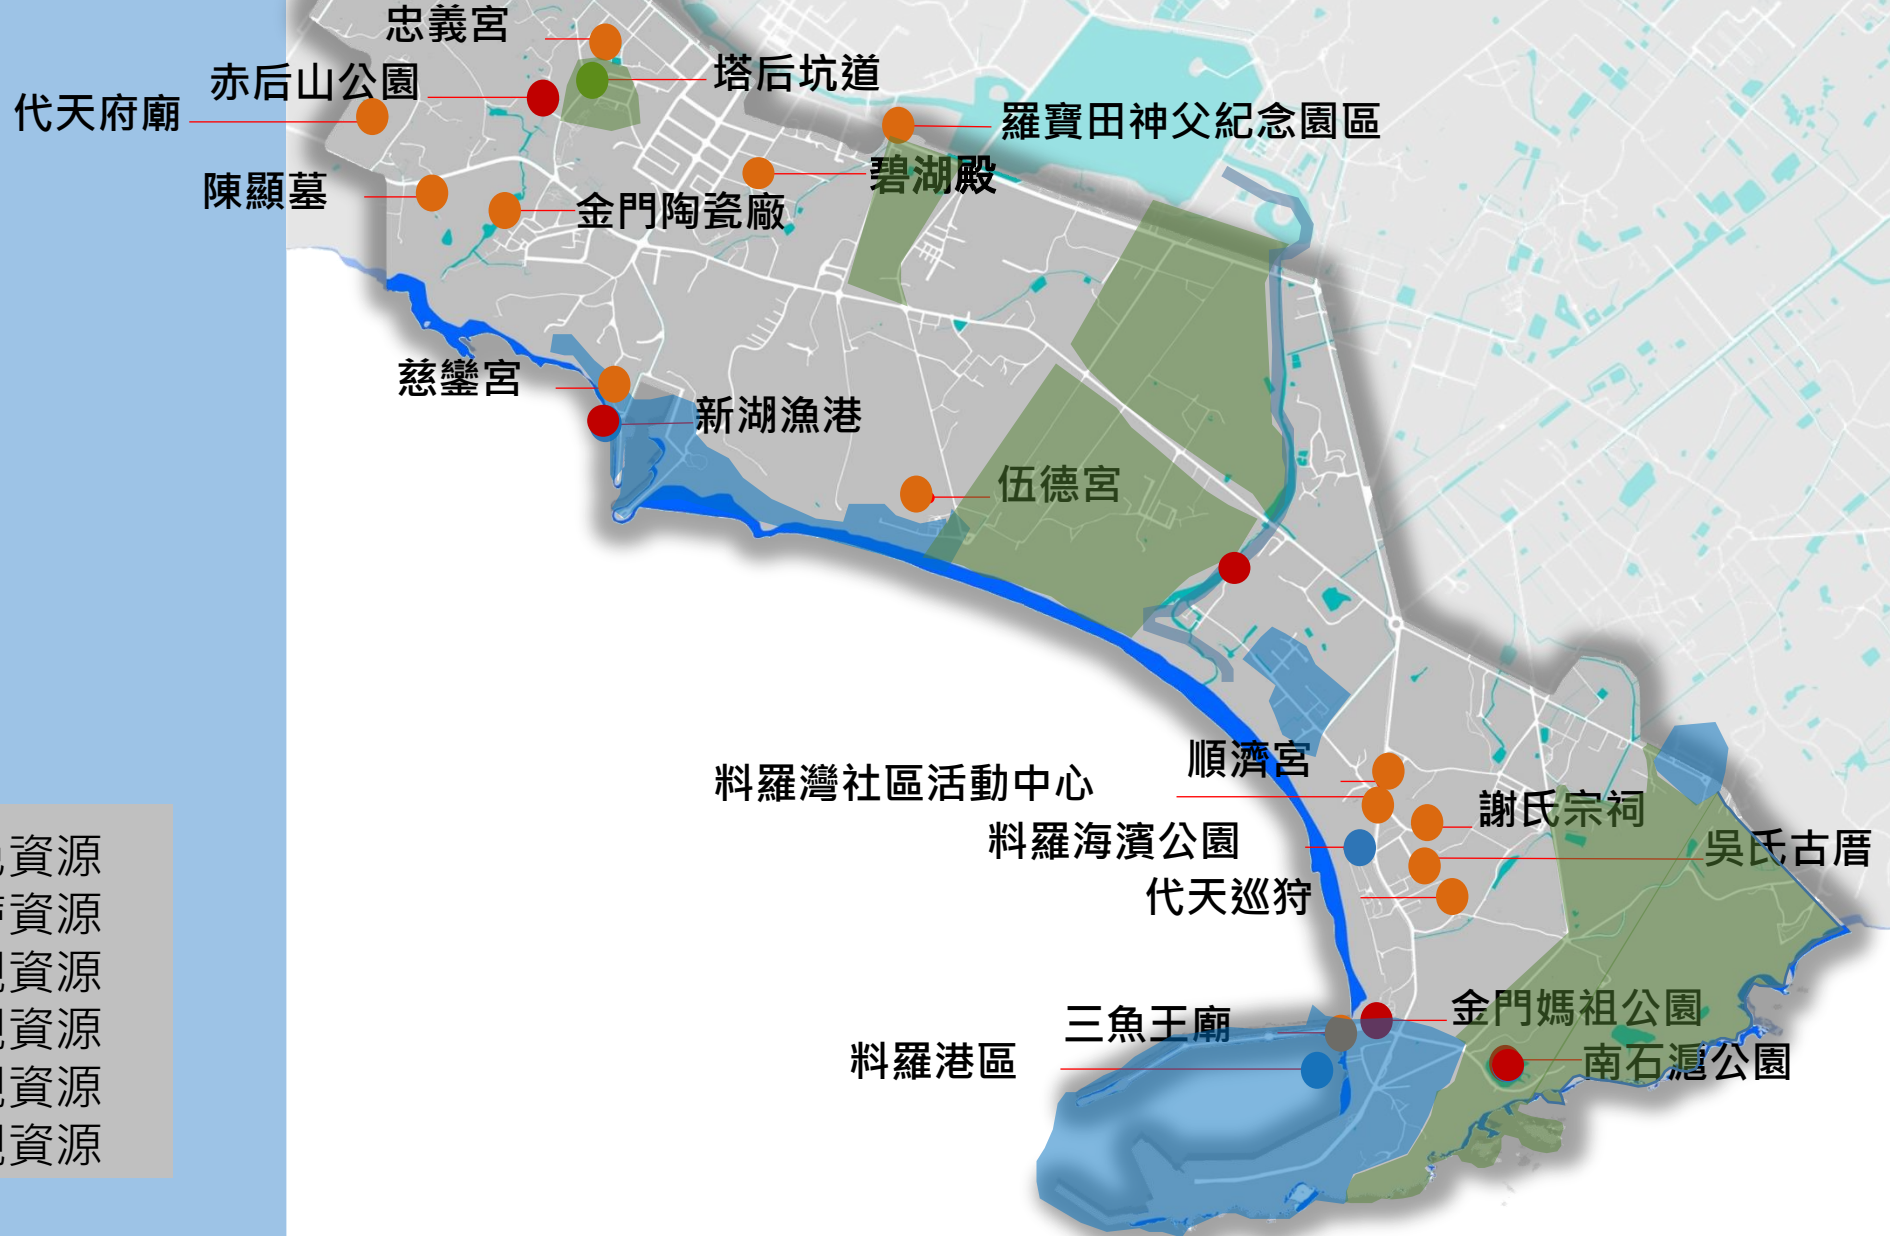 忠義宮
塔后坑道
赤后山公園
代天府廟
羅寶田神父紀念園區
碧湖殿
陳顯墓
金門陶瓷廠
慈鑾宮
新湖漁港
伍德宮
順濟宮
料羅灣社區活動中心
謝氏宗祠
料羅海濱公園
吳氏古厝
代天巡狩
金門媽祖公園
三魚王廟
料羅港區
南石滬公園
資源
資源
資源
資源
資源
資源